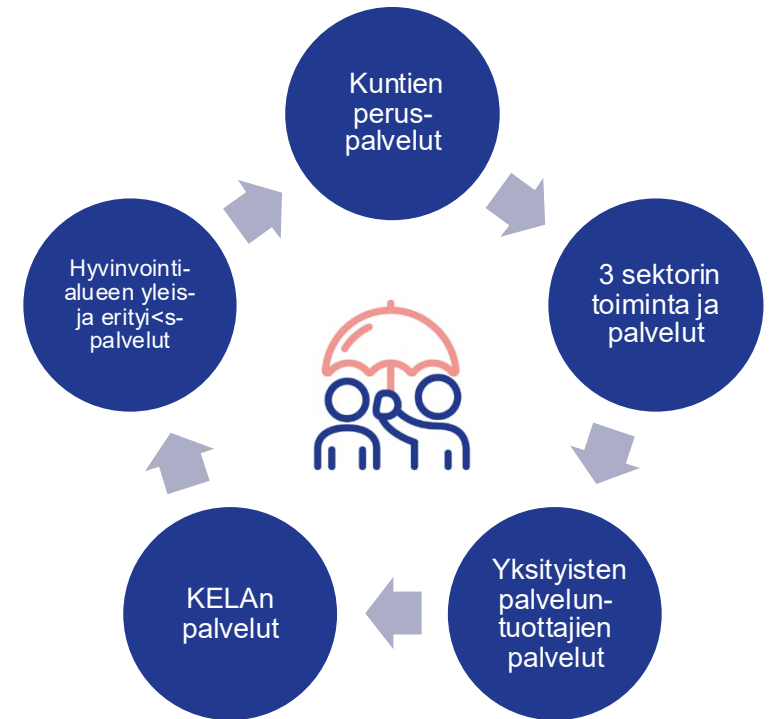 Kuntien
perus-
palvelut
3 sektorin
toiminta ja
palvelut
Yksityisten
palvelun-
tuottajien
palvelut
KELAn
palvelut
Hyvinvointi-
alueen yleis-
ja erityi<s-
palvelut